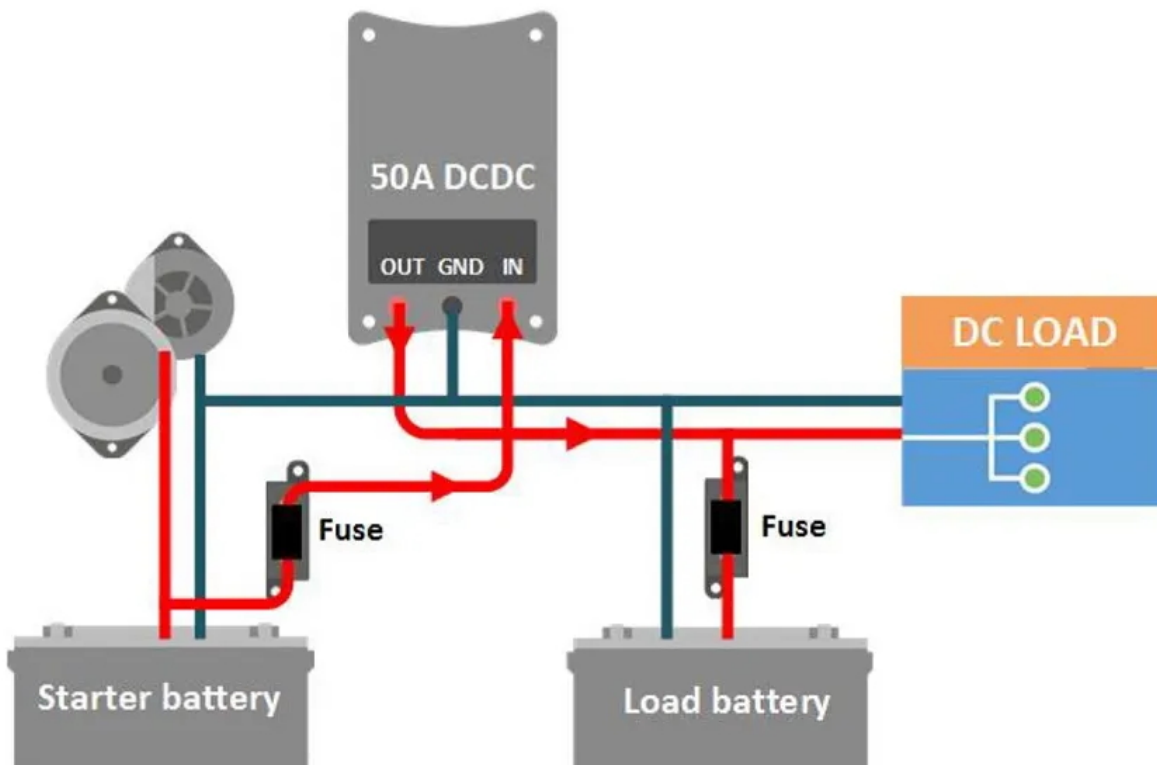 50A DCDC
OUT GND IN
DC LOAD
Fuse
Fuse
Starter battery
Load battery